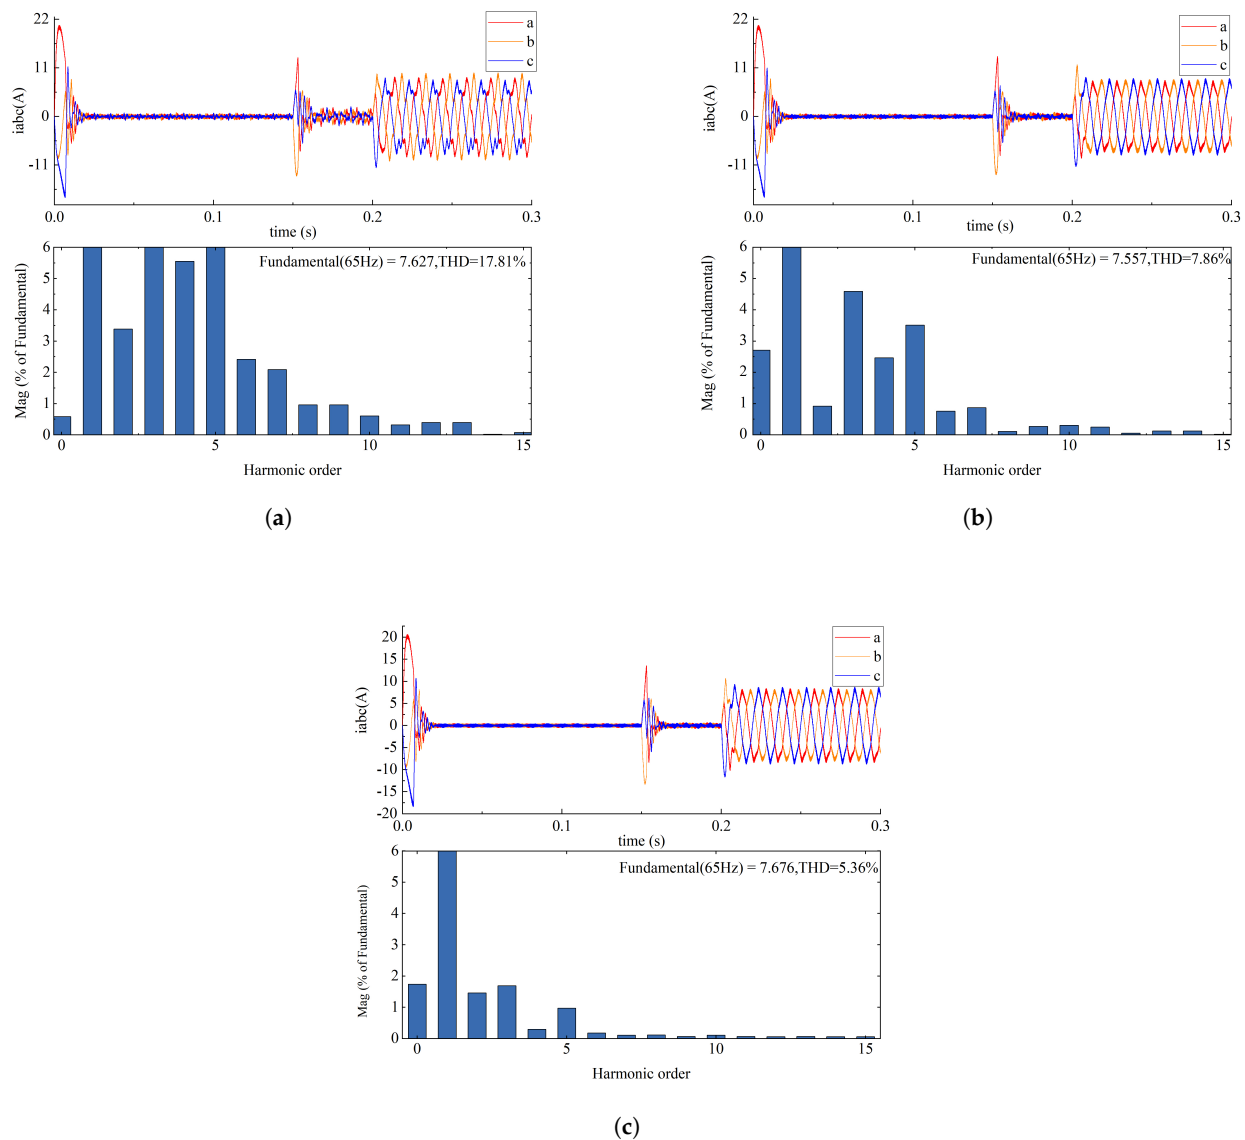 22
11
0
-11
iabc(A)
a
b
c
0.0
0.1
0.2
0.3
time (s)
6
5
4
3
2
1
0
Mag (% of Fundamental)
Fundamental(65Hz) = 7.627,THD=17.81%
0
5
10
15
Harmonic order
(a)
22
11
0
-11
iabc(A)
a
b
c
0.0
0.1
0.2
0.3
time (s)
6
5
4
3
2
1
0
Mag (% of Fundamental)
Fundamental(65Hz) = 7.557,THD=7.86%
0
5
10
15
Harmonic order
(b)
20
15
10
5
0
-5
-10
-15
-20
iabc(A)
a
b
c
0.0
0.1
0.2
0.3
time (s)
6
5
4
3
2
1
0
Mag (% of Fundamental)
Fundamental(65Hz) = 7.676,THD=5.36%
0
5
10
15
Harmonic order
(c)